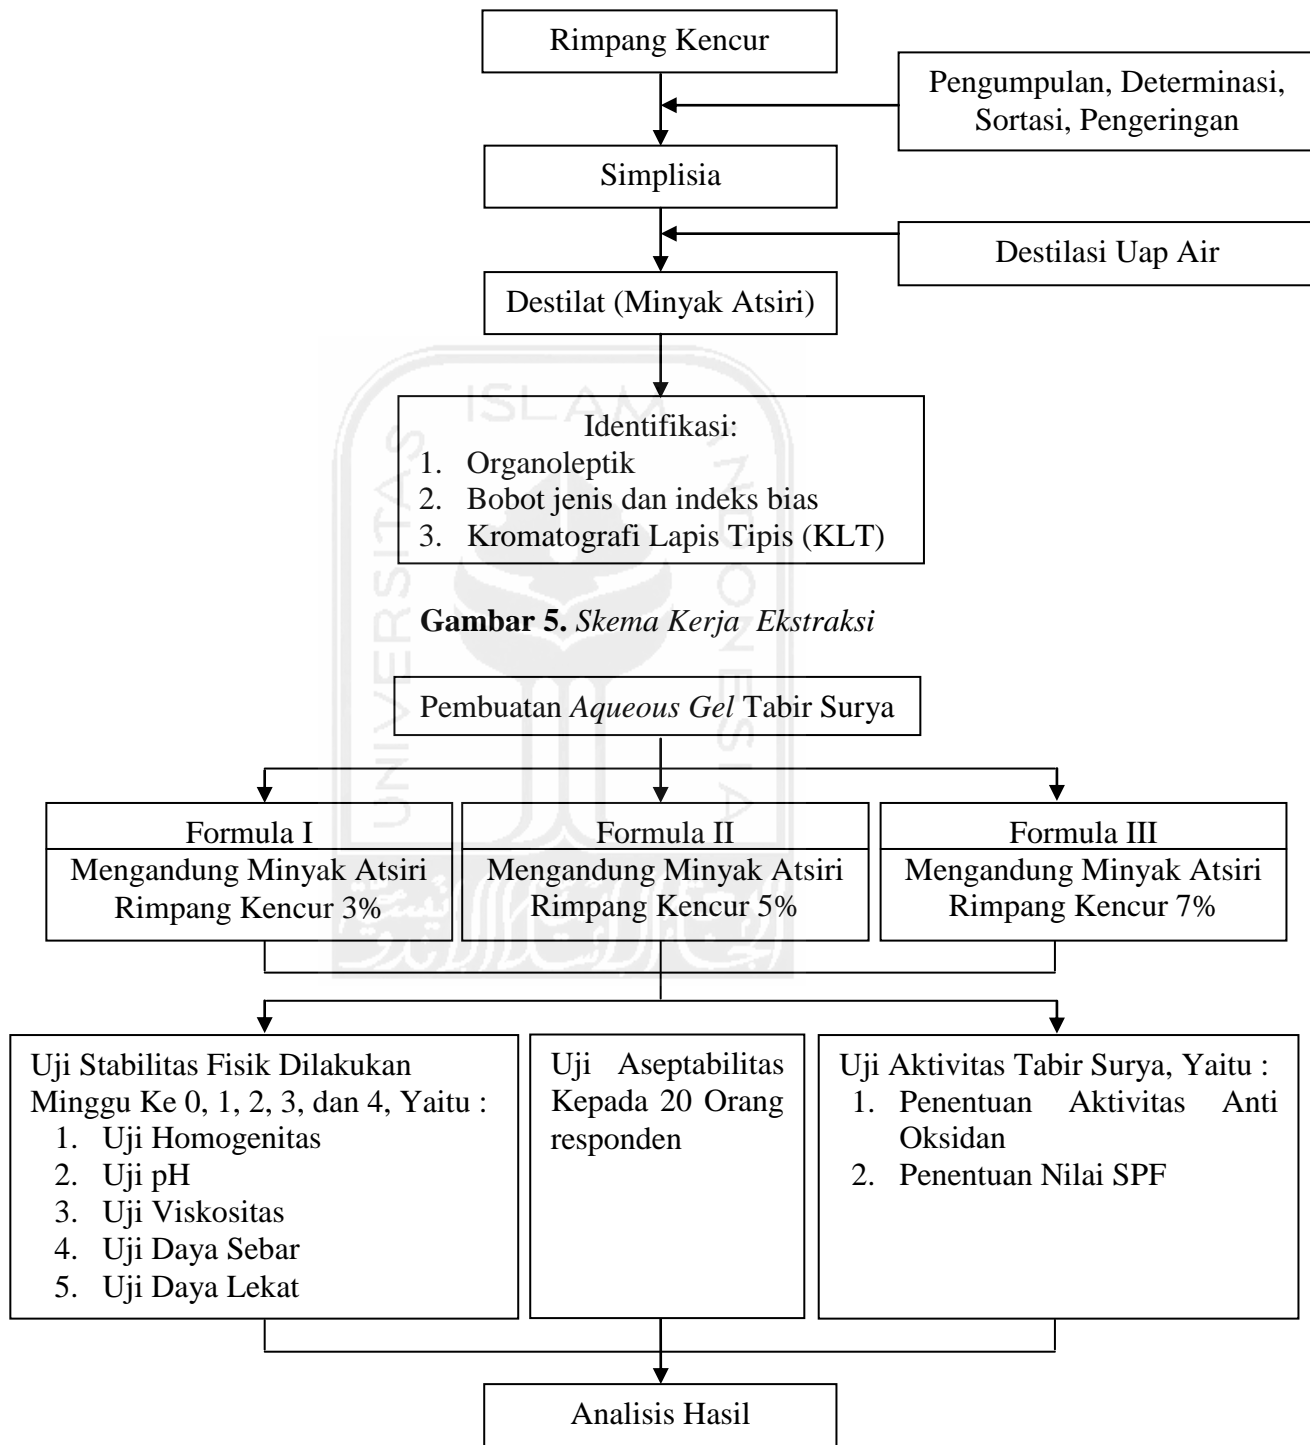 Rimpang Kencur
Pengumpulan, Determinasi,
Sortasi, Pengeringan
Simplisia
Destilasi Uap Air
Destilat (Minyak Atsiri)
Identifikasi:
1. Organoleptik
2. Bobot jenis dan indeks bias
3. Kromatografi Lapis Tipis (KLT)
Gambar 5. Skema Kerja Ekstraksi
UNIVERSITAS ISLAM INDONESIA
Pembuatan Aqueous Gel Tabir Surya
Formula I
Mengandung Minyak Atsiri
Rimpang Kencur 3%
Formula II
Mengandung Minyak Atsiri
Rimpang Kencur 5%
Formula III
Mengandung Minyak Atsiri
Rimpang Kencur 7%
Uji Stabilitas Fisik Dilakukan
Minggu Ke 0, 1, 2, 3, dan 4, Yaitu :
1. Uji Homogenitas
2. Uji pH
3. Uji Viskositas
4. Uji Daya Sebar
5. Uji Daya Lekat
Uji Aseptabilitas
Kepada 20 Orang
responden
Uji Aktivitas Tabir Surya, Yaitu :
1. Penentuan Aktivitas Anti
Oksidan
2. Penentuan Nilai SPF
Analisis Hasil